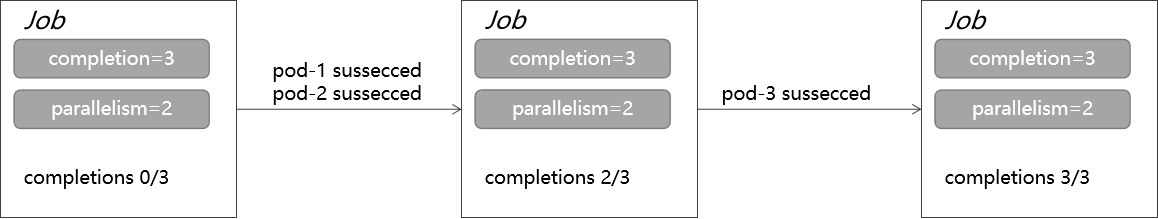 Job
completion=3
parallelism=2
completions 0/3
pod-1 sussecced
pod-2 sussecced
Job
completion=3
parallelism=2
completions 2/3
pod-3 sussecced
Job
completion=3
parallelism=2
completions 3/3